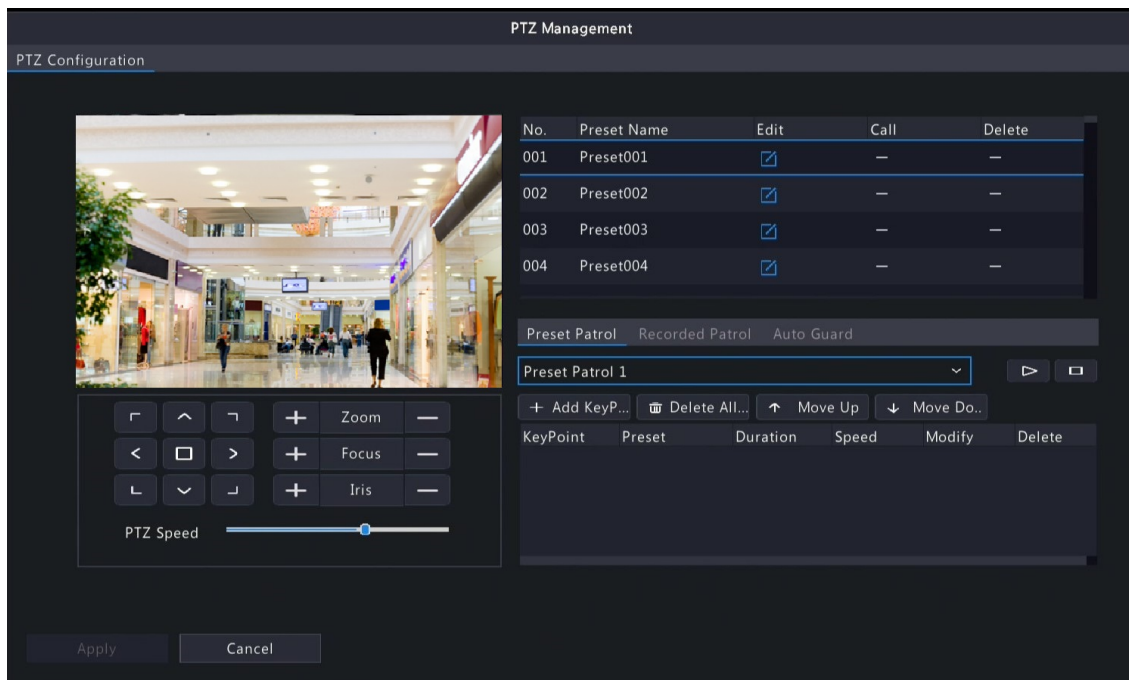 PTZ Management
PTZ Configuration
No. Preset Name Edit Call Delete
001 Preset001 — —
002 Preset002 — —
003 Preset003 — —
004 Preset004 — —
Preset Patrol Recorded Patrol Auto Guard
Preset Patrol 1
+ Add KeyP... Delete All... ↑ Move Up ↓ Move Do..
KeyPoint Preset Duration Speed Modify Delete
+ Zoom —
+ Focus —
+ Iris —
PTZ Speed
Apply Cancel